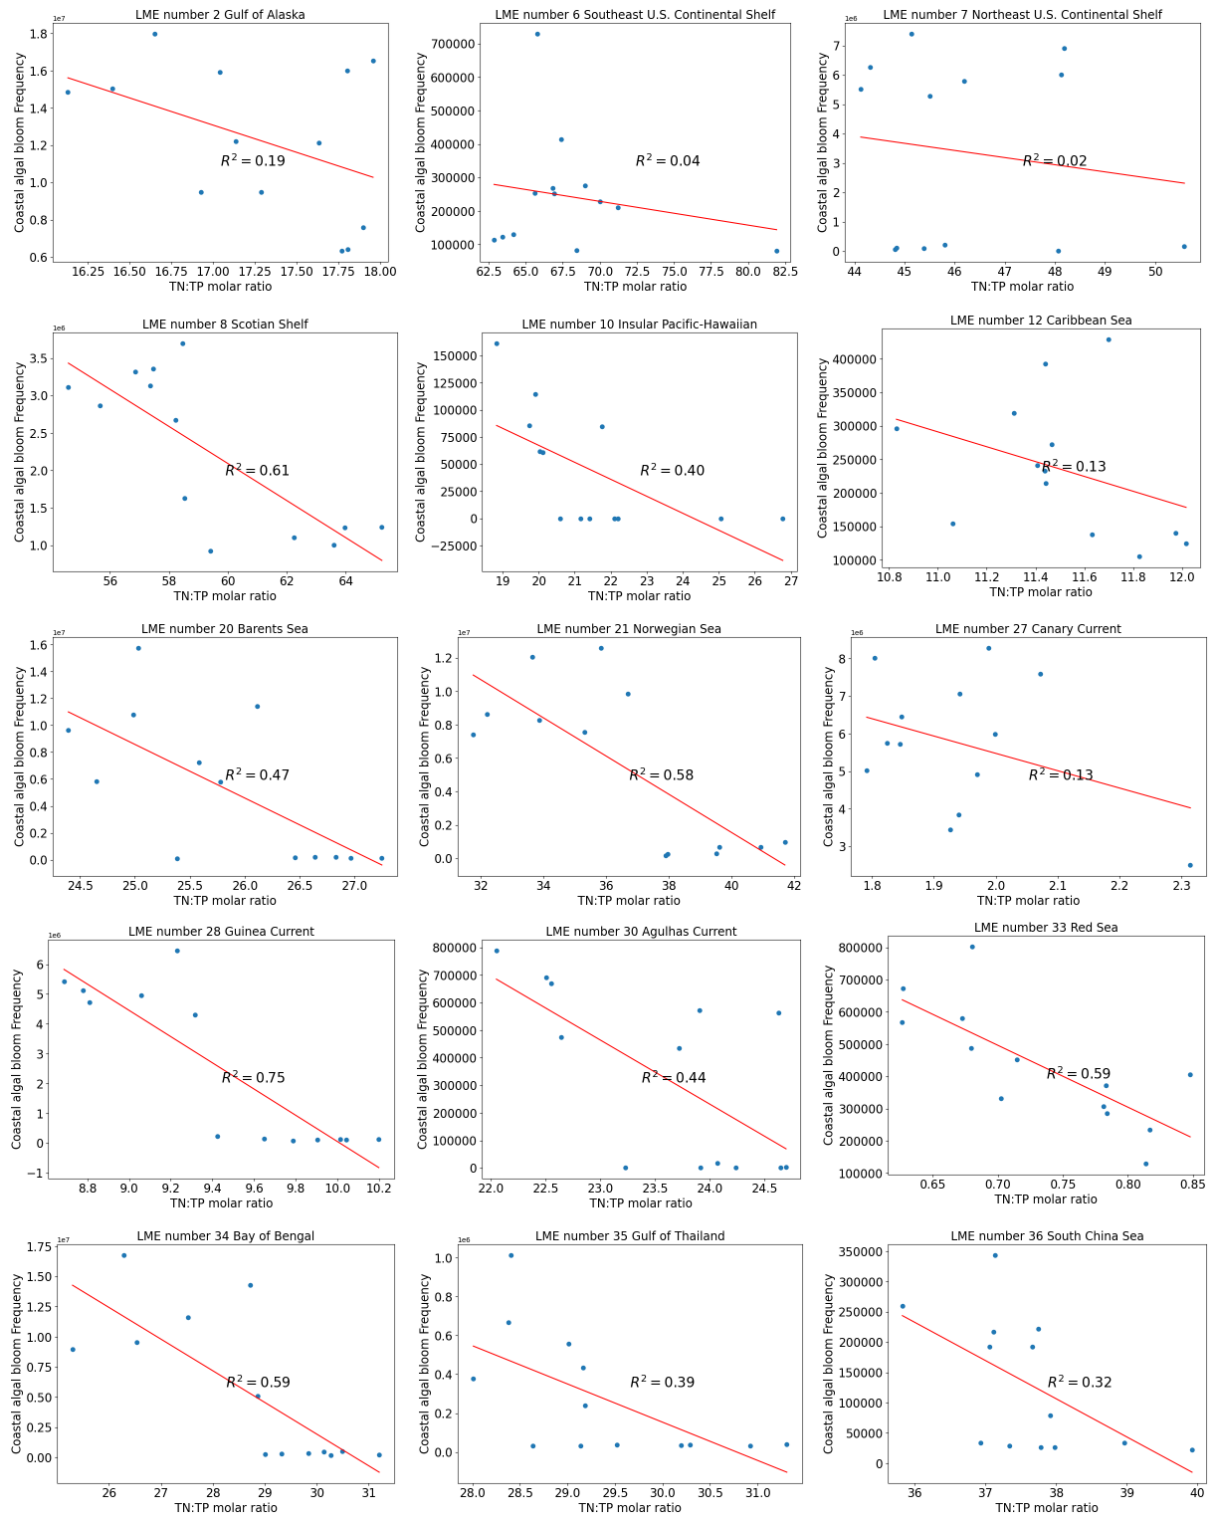 LME number 2 Gulf of Alaska
1e7
Coastal algal bloom Frequency
1.8
1.6
1.4
1.2
1.0
0.8
0.6
R² = 0.19
16.25 16.50 16.75 17.00 17.25 17.50 17.75 18.00
TN:TP molar ratio
LME number 6 Southeast U.S. Continental Shelf
Coastal algal bloom Frequency
700000
600000
500000
400000
300000
200000
100000
R² = 0.04
62.5 65.0 67.5 70.0 72.5 75.0 77.5 80.0 82.5
TN:TP molar ratio
LME number 7 Northeast U.S. Continental Shelf
1e6
Coastal algal bloom Frequency
7
6
5
4
3
2
1
0
R² = 0.02
44 45 46 47 48 49 50
TN:TP molar ratio
LME number 8 Scotian Shelf
1e6
Coastal algal bloom Frequency
3.5
3.0
2.5
2.0
1.5
1.0
R² = 0.61
56 58 60 62 64
TN:TP molar ratio
LME number 10 Insular Pacific-Hawaiian
Coastal algal bloom Frequency
150000
125000
100000
75000
50000
25000
0
−25000
R² = 0.40
19 20 21 22 23 24 25 26 27
TN:TP molar ratio
LME number 12 Caribbean Sea
Coastal algal bloom Frequency
400000
350000
300000
250000
200000
150000
100000
R² = 0.13
10.8 11.0 11.2 11.4 11.6 11.8 12.0
TN:TP molar ratio
LME number 20 Barents Sea
1e7
Coastal algal bloom Frequency
1.6
1.4
1.2
1.0
0.8
0.6
0.4
0.2
0.0
R² = 0.47
24.5 25.0 25.5 26.0 26.5 27.0
TN:TP molar ratio
LME number 21 Norwegian Sea
1e7
Coastal algal bloom Frequency
1.2
1.0
0.8
0.6
0.4
0.2
0.0
R² = 0.58
32 34 36 38 40 42
TN:TP molar ratio
LME number 27 Canary Current
1e6
Coastal algal bloom Frequency
8
7
6
5
4
3
R² = 0.13
1.8 1.9 2.0 2.1 2.2 2.3
TN:TP molar ratio
LME number 28 Guinea Current
1e6
Coastal algal bloom Frequency
6
5
4
3
2
1
0
−1
R² = 0.75
8.8 9.0 9.2 9.4 9.6 9.8 10.0 10.2
TN:TP molar ratio
LME number 30 Agulhas Current
Coastal algal bloom Frequency
800000
700000
600000
500000
400000
300000
200000
100000
0
R² = 0.44
22.0 22.5 23.0 23.5 24.0 24.5
TN:TP molar ratio
LME number 33 Red Sea
Coastal algal bloom Frequency
800000
700000
600000
500000
400000
300000
200000
100000
R² = 0.59
0.65 0.70 0.75 0.80 0.85
TN:TP molar ratio
LME number 34 Bay of Bengal
1e7
Coastal algal bloom Frequency
1.75
1.50
1.25
1.00
0.75
0.50
0.25
0.00
R² = 0.59
26 27 28 29 30 31
TN:TP molar ratio
LME number 35 Gulf of Thailand
1e6
Coastal algal bloom Frequency
1.0
0.8
0.6
0.4
0.2
0.0
R² = 0.39
28.0 28.5 29.0 29.5 30.0 30.5 31.0
TN:TP molar ratio
LME number 36 South China Sea
Coastal algal bloom Frequency
350000
300000
250000
200000
150000
100000
50000
0
R² = 0.32
36 37 38 39 40
TN:TP molar ratio